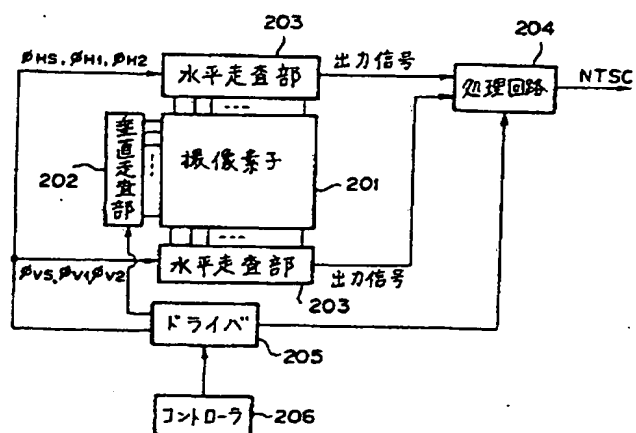 203
204
φHS, φH1, φH2
水平走査部
出力信号
処理回路
NTSC
垂直走査部
202
撮像素子
201
水平走査部
φVS, φV1, φV2
出力信号
203
ドライバ
205
コントローラ
206